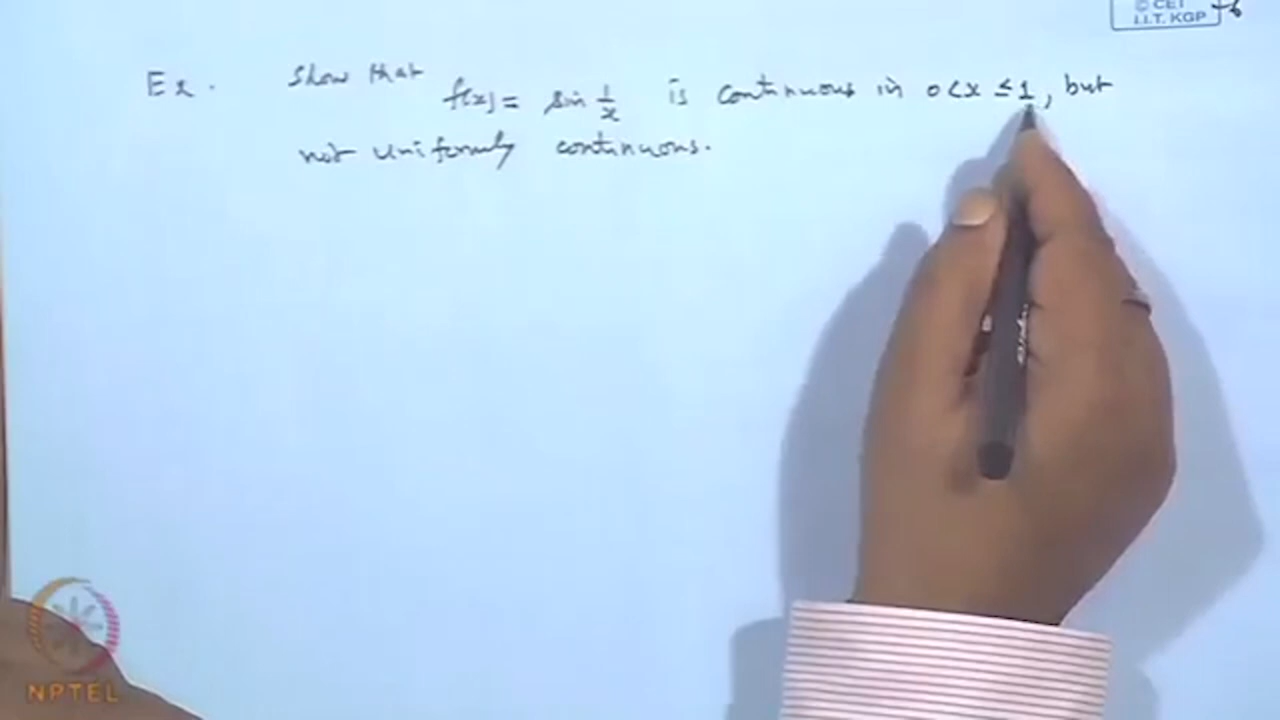 © CET
I.I.T. KGP
Ex. Show that f(x) = sin 1/x is continuous in 0 < x ≤ 1, but
not uniformly continuous.
NPTEL